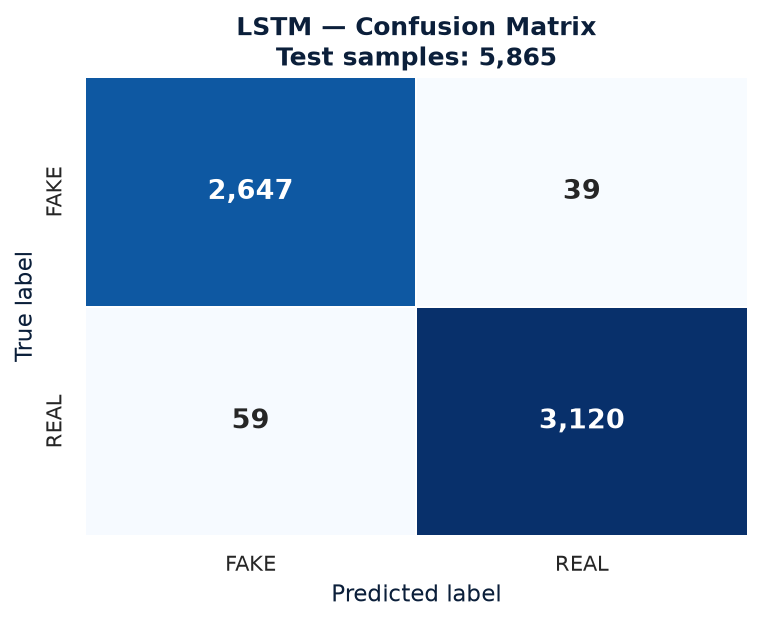 LSTM — Confusion Matrix
Test samples: 5,865
True label
FAKE
2,647
39
REAL
59
3,120
FAKE
REAL
Predicted label